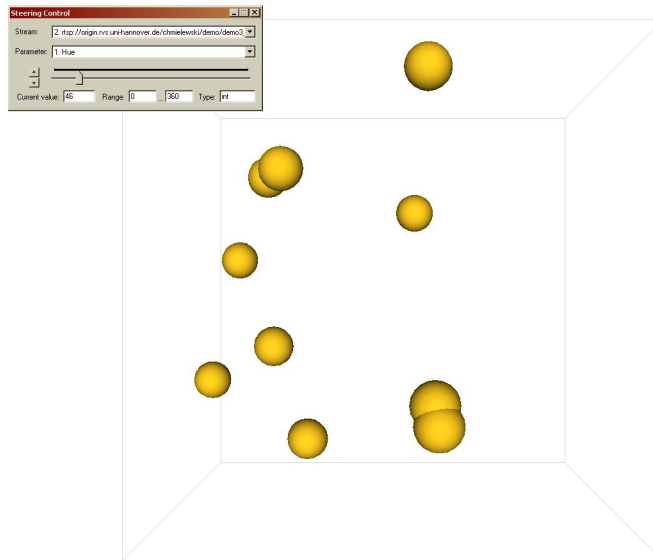 Steering Control
Stream: 2. rtsp://origin.rvs.uni-hannover.de/chmielewski/demo/demo3_
Parameter: 1. Hue
Current value: 46 Range: 0 ... 360 Type: int